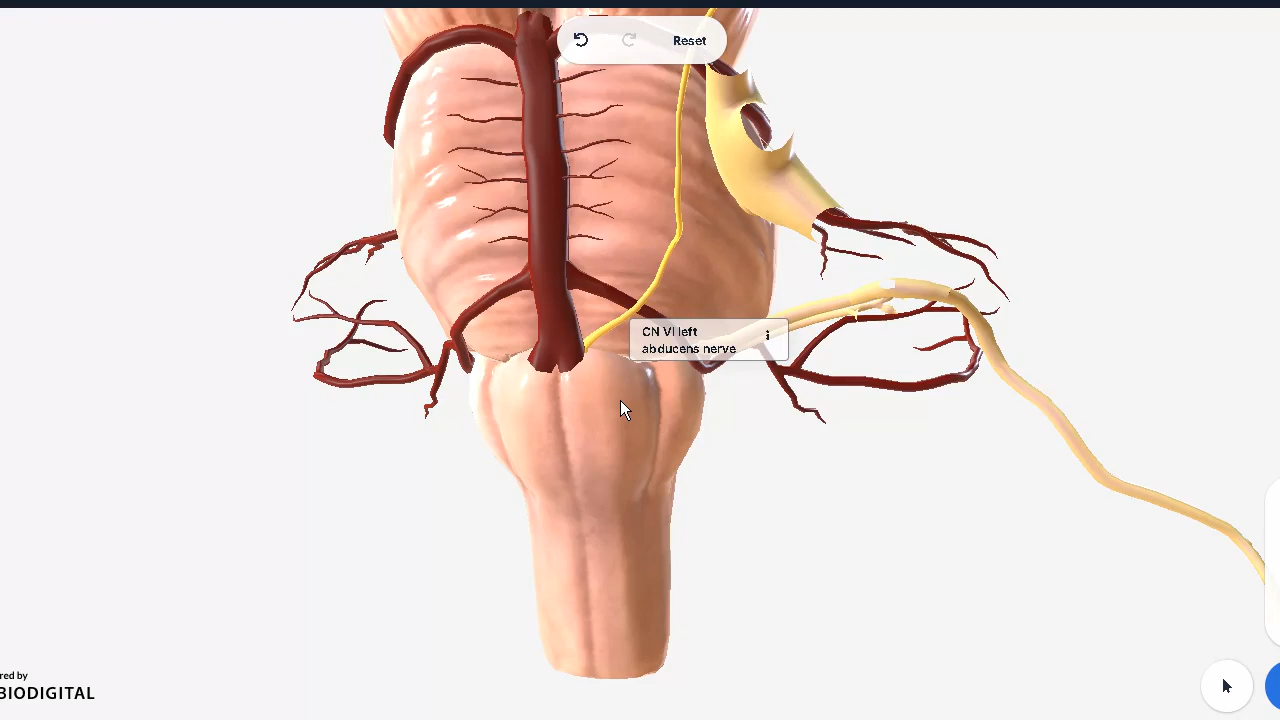 Reset
CN VI left
abducens nerve
red by
BIODIGITAL